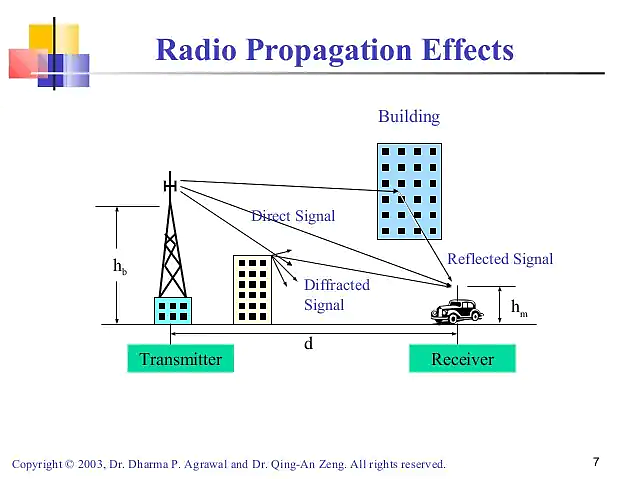 Radio Propagation Effects
Building
Direct Signal
Reflected Signal
hb
Diffracted
Signal
hm
d
Transmitter
Receiver
Copyright © 2003, Dr. Dharma P. Agrawal and Dr. Qing-An Zeng. All rights reserved.
7